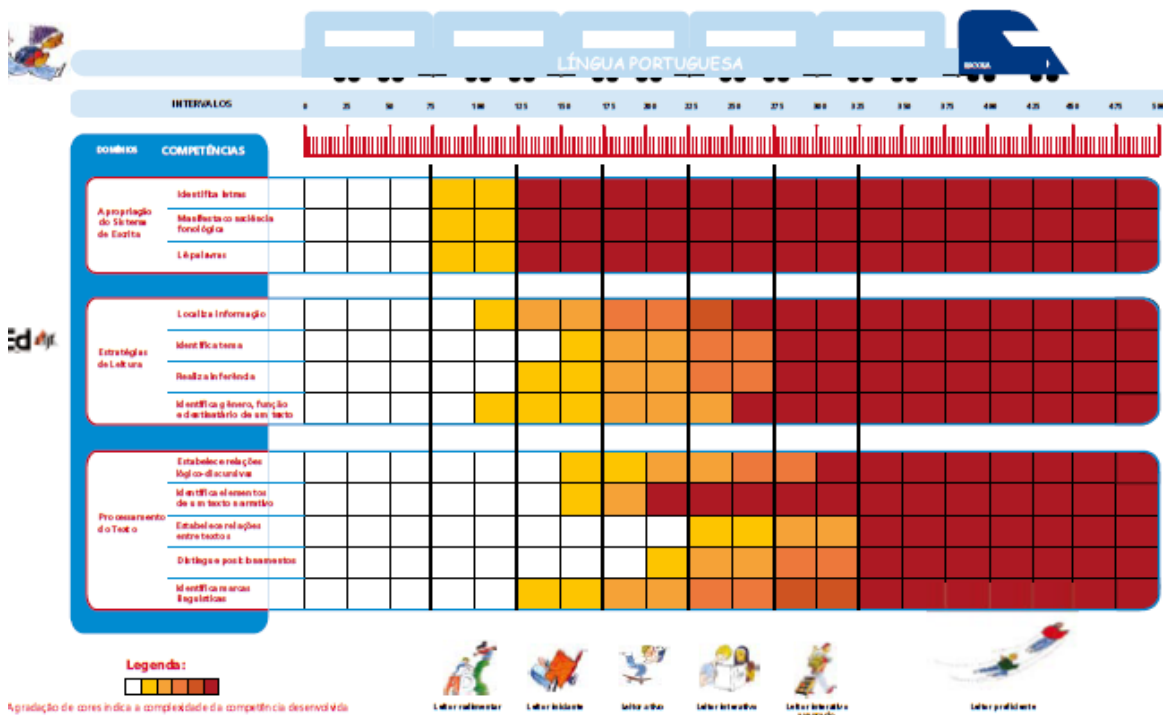 LÍNGUA PORTUGUESA
ESCOLA
INTERVALOS 0 25 50 75 100 125 150 175 200 225 250 275 300 325 350 375 400 425 450 475 500
DOMÍNIOS COMPETÊNCIAS
Apropriação
do Sistema
de Escrita
Identifica letras
Manifesta consciência
fonológica
Lê palavras
Ed
Estratégias
de Leitura
Localiza informação
Identifica tema
Realiza inferência
Identifica gênero, função
e destinatário de um texto
Processamento
do Texto
Estabelece relações
lógico-discursivas
Identifica elementos
de um texto narrativo
Estabelece relações
entre textos
Distingue posicionamentos
Identifica marcas
linguísticas
Legenda:
A gradação de cores indica a complexidade da competência desenvolvida
Leitor rudimentar
Leitor iniciante
Leitor ativo
Leitor interativo
Leitor interativo
Leitor proficiente